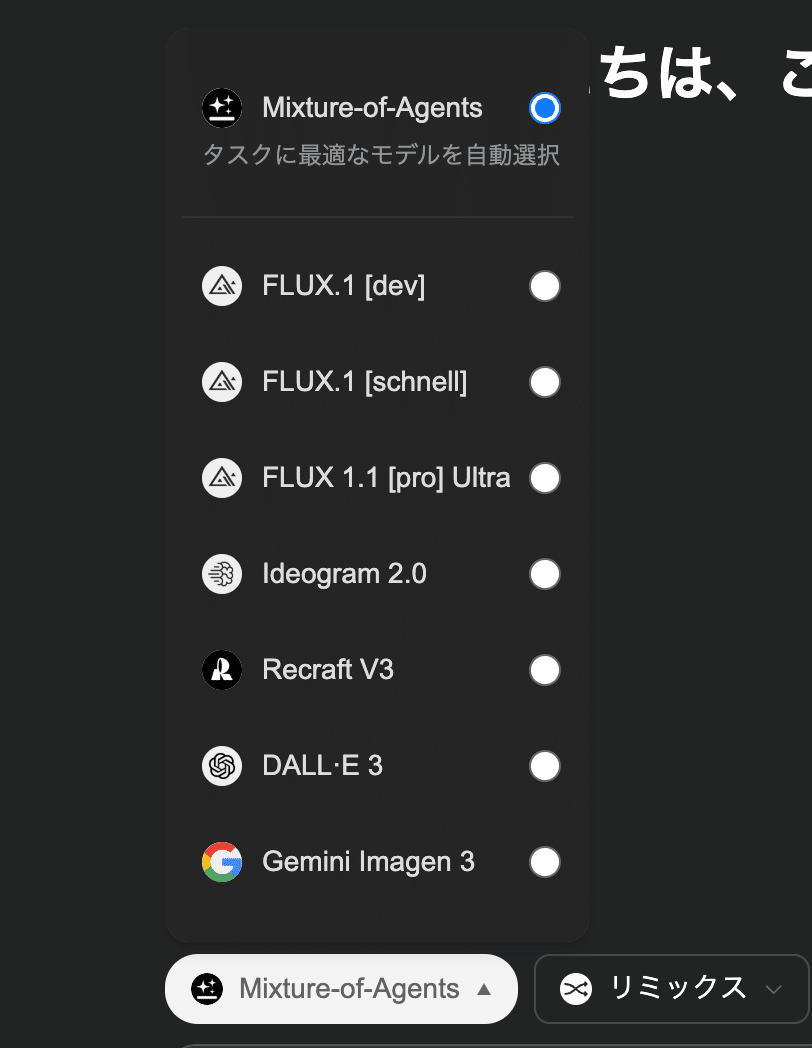 ちは、こ
Mixture-of-Agents
タスクに最適なモデルを自動選択
FLUX.1 [dev]
FLUX.1 [schnell]
FLUX 1.1 [pro] Ultra
Ideogram 2.0
Recraft V3
DALL·E 3
Gemini Imagen 3
Mixture-of-Agents
リミックス